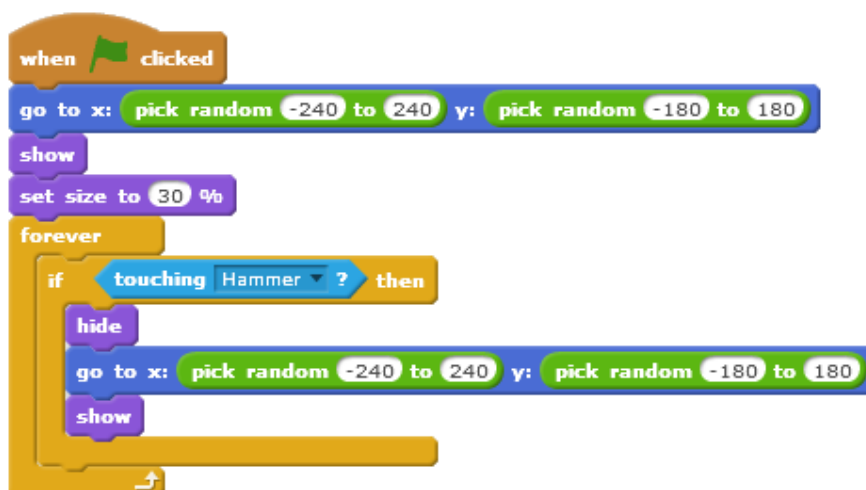 when clicked
go to x: pick random -240 to 240 y: pick random -180 to 180
show
set size to 30 %
forever
if touching Hammer ? then
hide
go to x: pick random -240 to 240 y: pick random -180 to 180
show